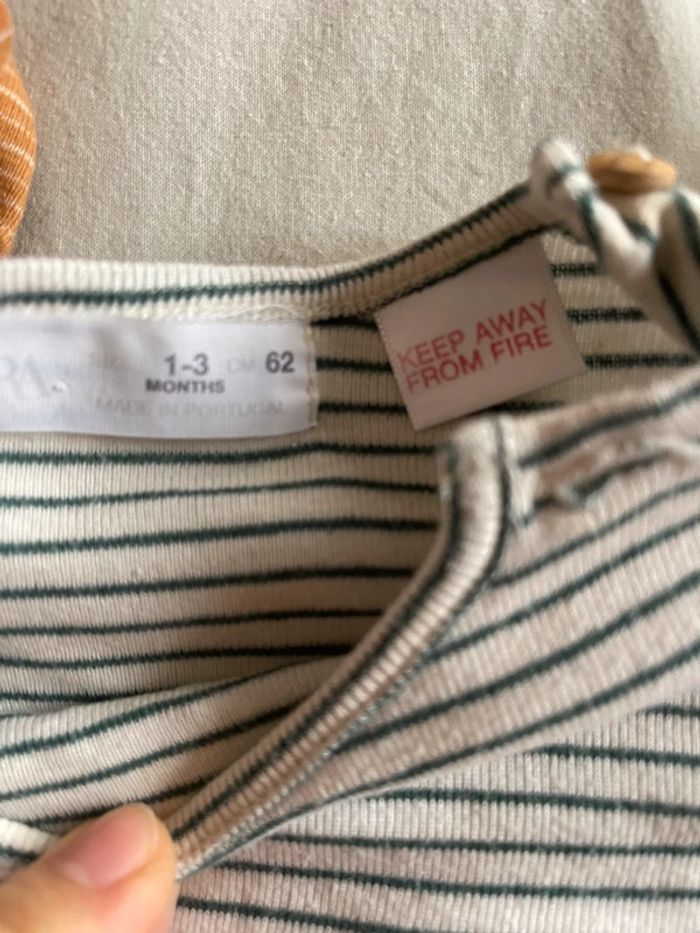 1-3 CM 62
MONTHS
MADE IN PORTUGAL
KEEP AWAY
FROM FIRE